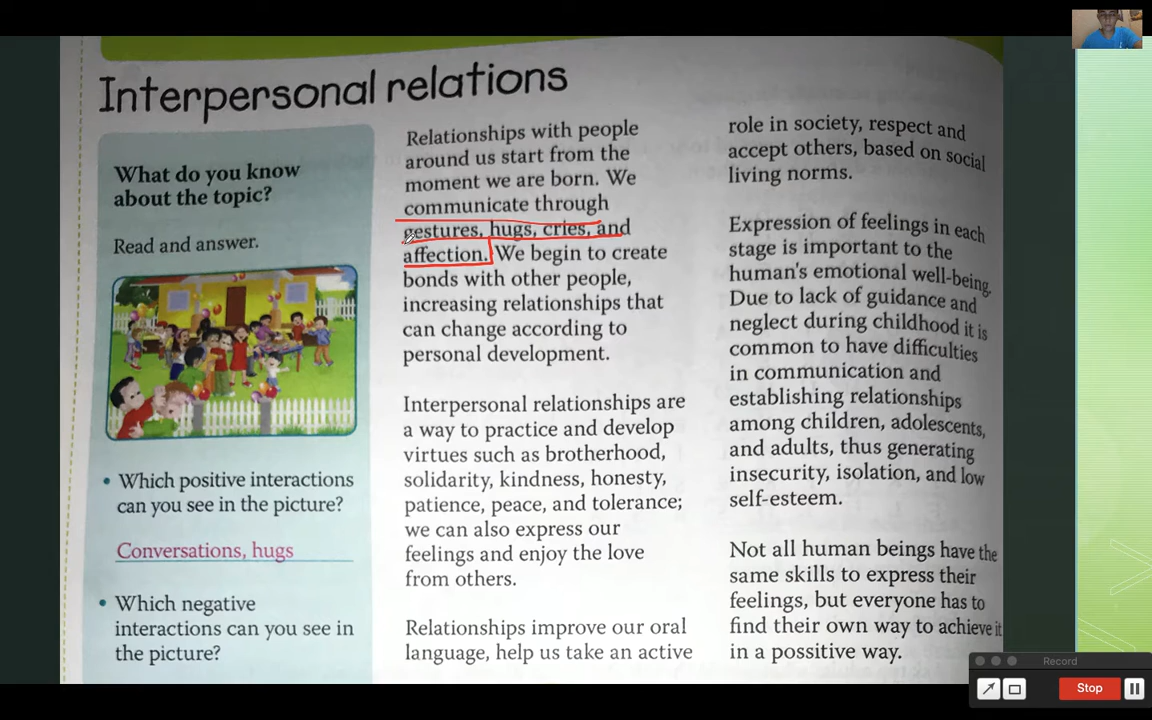 Interpersonal relations
What do you know
about the topic?
Read and answer.
• Which positive interactions
can you see in the picture?
Conversations, hugs
• Which negative
interactions can you see in
the picture?
Relationships with people
around us start from the
moment we are born. We
communicate through
gestures, hugs, cries, and
affection. We begin to create
bonds with other people,
increasing relationships that
can change according to
personal development.
Interpersonal relationships are
a way to practice and develop
virtues such as brotherhood,
solidarity, kindness, honesty,
patience, peace, and tolerance;
we can also express our
feelings and enjoy the love
from others.
Relationships improve our oral
language, help us take an active
role in society, respect and
accept others, based on social
living norms.
Expression of feelings in each
stage is important to the
human's emotional well-being.
Due to lack of guidance and
neglect during childhood it is
common to have difficulties
in communication and
establishing relationships
among children, adolescents,
and adults, thus generating
insecurity, isolation, and low
self-esteem.
Not all human beings have the
same skills to express their
feelings, but everyone has to
find their own way to achieve it
in a possitive way.
Record
Stop